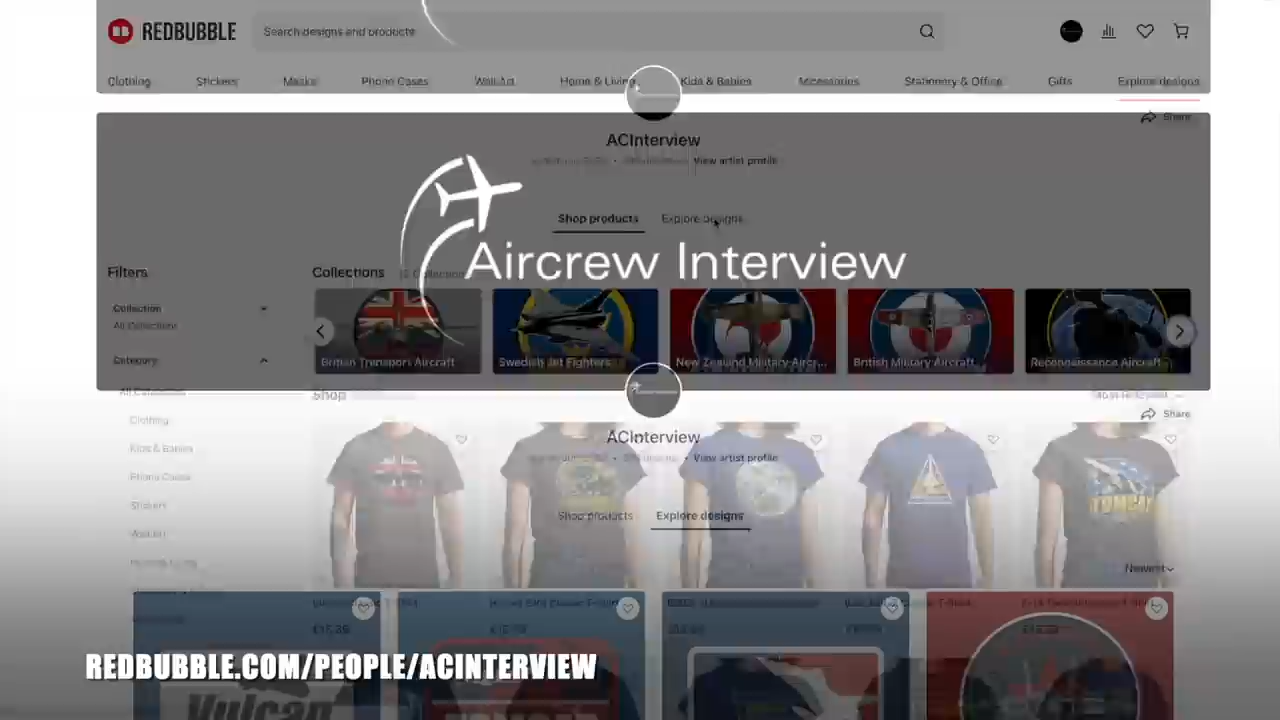 REDBUBBLE
Search designs and products
Clothing Stickers Masks Phone Cases Wall Art Home & Living Kids & Babies Accessories Stationery & Office Gifts Explore designs
Share
ACInterview
View artist profile
Shop products Explore designs
Aircrew Interview
Filters
Collections
Collection
All Collections
British Transport Aircraft Swedish Jet Fighters New Zealand Military Airc... British Military Aircraft Reconnaissance Aircraft
Category
Shop
Share
Clothing
Kids & Babies
Phone Cases
Stickers
ACInterview
View artist profile
TOMCAT
Shop products Explore designs
Newest
REDBUBBLE.COM/PEOPLE/ACINTERVIEW
Vulcan